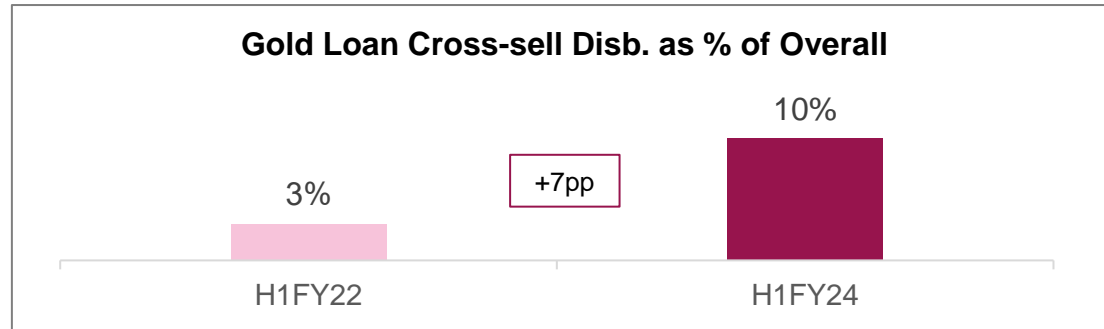 Gold Loan Cross-sell Disb. as % of Overall
10%
+7pp
3%
H1FY22
H1FY24